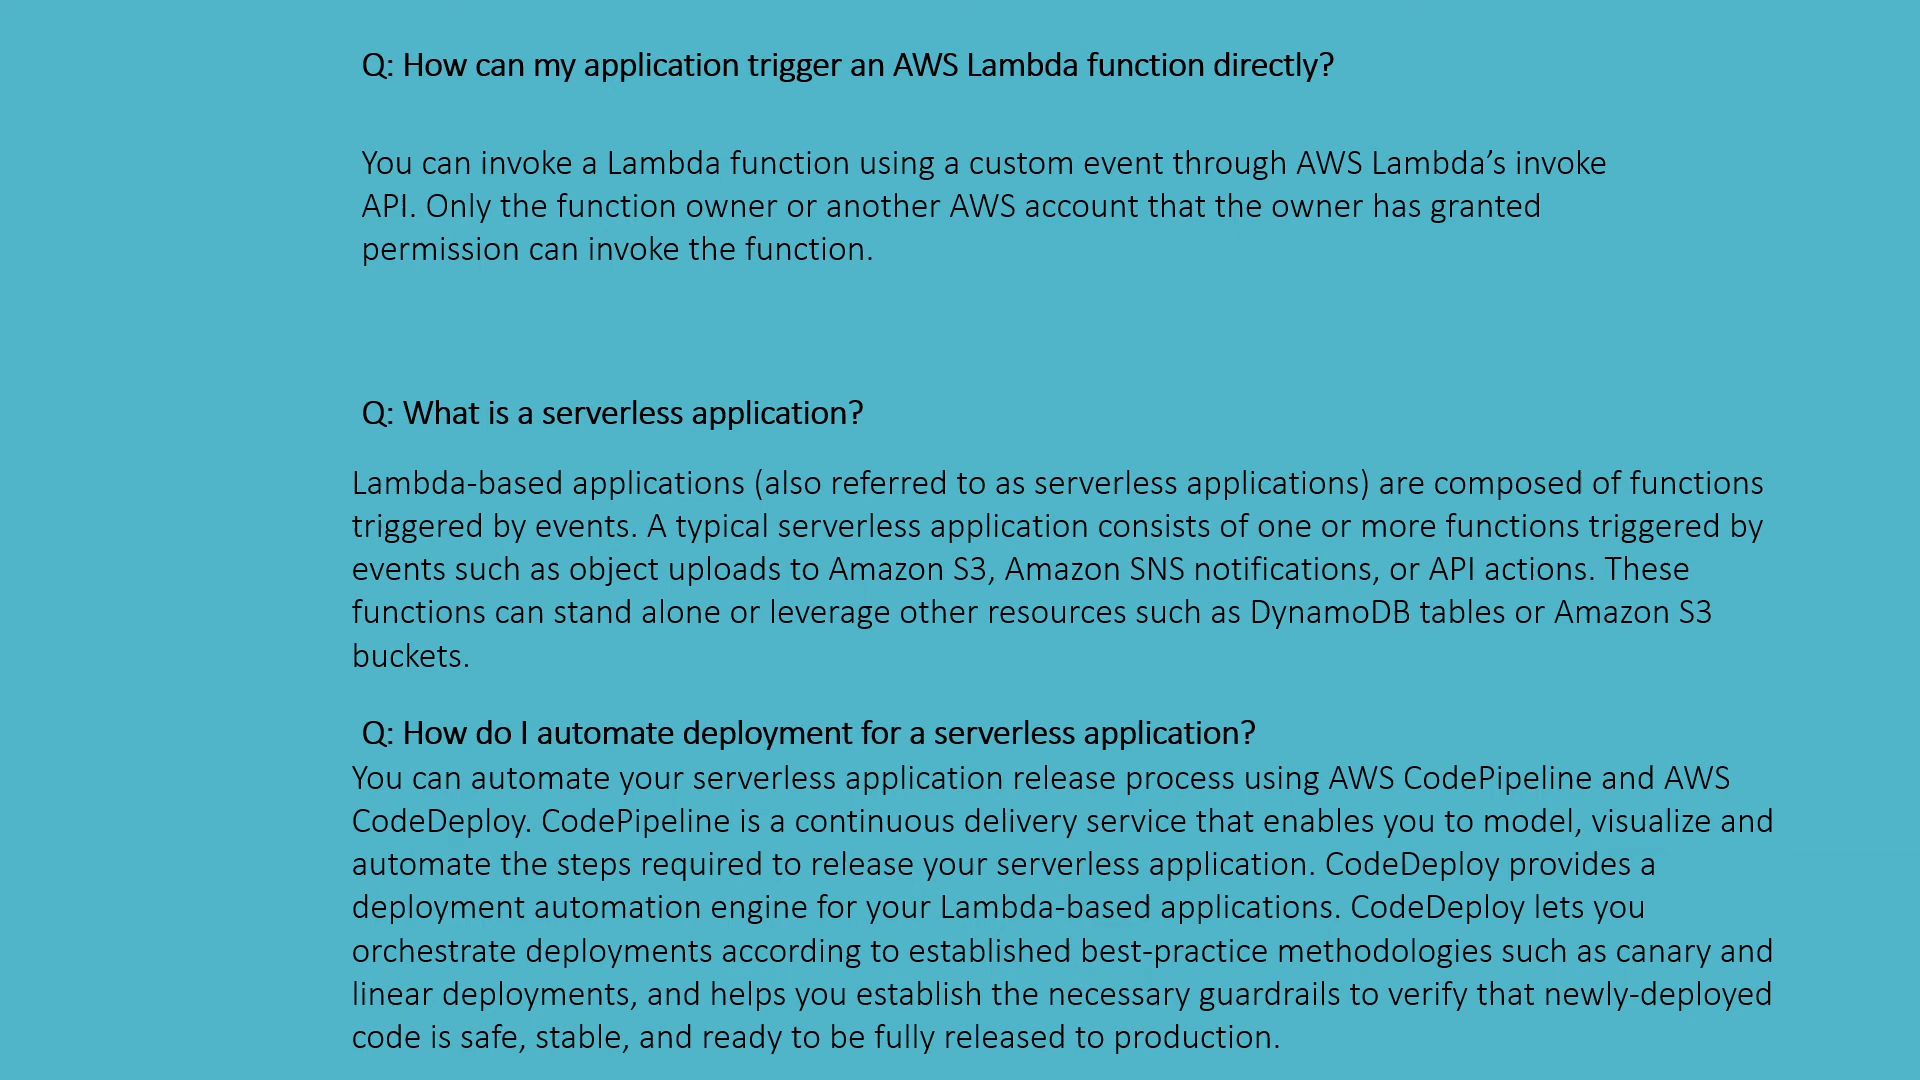 Q: How can my application trigger an AWS Lambda function directly?
You can invoke a Lambda function using a custom event through AWS Lambda’s invoke
API. Only the function owner or another AWS account that the owner has granted
permission can invoke the function.
Q: What is a serverless application?
Lambda-based applications (also referred to as serverless applications) are composed of functions
triggered by events. A typical serverless application consists of one or more functions triggered by
events such as object uploads to Amazon S3, Amazon SNS notifications, or API actions. These
functions can stand alone or leverage other resources such as DynamoDB tables or Amazon S3
buckets.
Q: How do I automate deployment for a serverless application?
You can automate your serverless application release process using AWS CodePipeline and AWS
CodeDeploy. CodePipeline is a continuous delivery service that enables you to model, visualize and
automate the steps required to release your serverless application. CodeDeploy provides a
deployment automation engine for your Lambda-based applications. CodeDeploy lets you
orchestrate deployments according to established best-practice methodologies such as canary and
linear deployments, and helps you establish the necessary guardrails to verify that newly-deployed
code is safe, stable, and ready to be fully released to production.